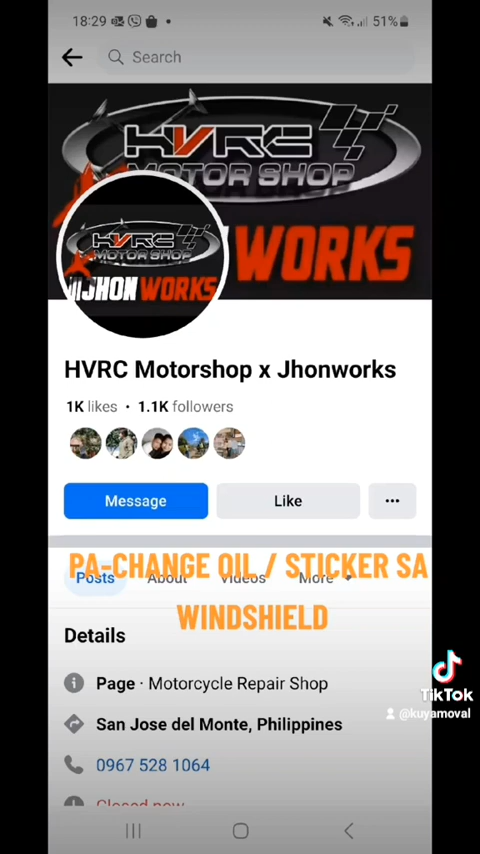 18:29
51%
Search
HVRC
MOTOR SHOP
WORKS
HVRC
MOTOR SHOP
JHONWORKS
HVRC Motorshop x Jhonworks
1K likes • 1.1K followers
Message
Like
PA-CHANGE OIL / STICKER SA
WINDSHIELD
Posts
About
Videos
More
Details
Page · Motorcycle Repair Shop
San Jose del Monte, Philippines
0967 528 1064
Closed now
TikTok
@kuyamoval